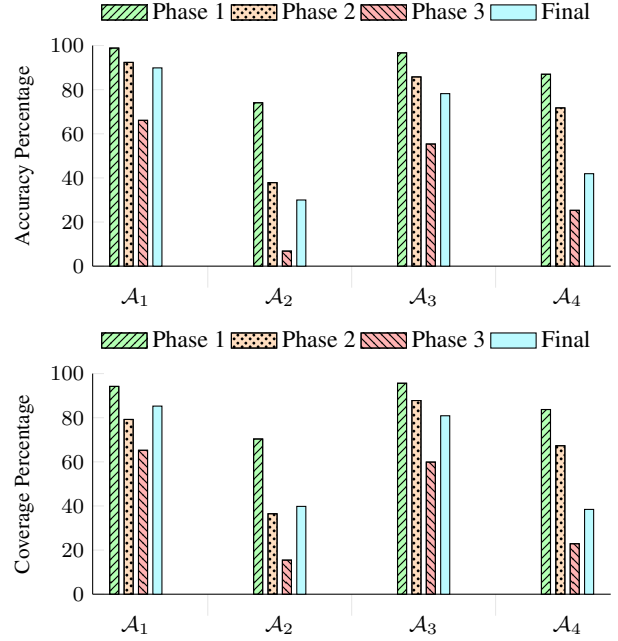 Phase 1 Phase 2 Phase 3 Final
Accuracy Percentage
100
80
60
40
20
0
𝒜₁ 𝒜₂ 𝒜₃ 𝒜₄
Phase 1 Phase 2 Phase 3 Final
Coverage Percentage
100
80
60
40
20
0
𝒜₁ 𝒜₂ 𝒜₃ 𝒜₄